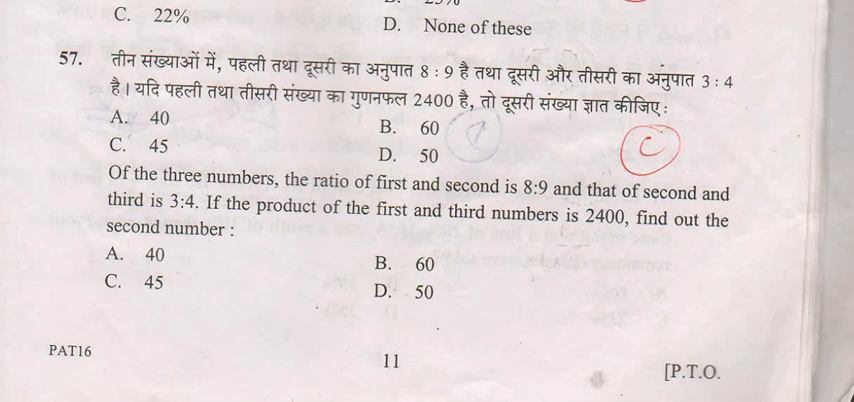 C. 22%
D. None of these
57. तीन संख्याओं में, पहली तथा दूसरी का अनुपात 8 : 9 है तथा दूसरी और तीसरी का अनुपात 3 : 4
है। यदि पहली तथा तीसरी संख्या का गुणनफल 2400 है, तो दूसरी संख्या ज्ञात कीजिए :
A. 40
B. 60
C. 45
D. 50
C
Of the three numbers, the ratio of first and second is 8:9 and that of second and
third is 3:4. If the product of the first and third numbers is 2400, find out the
second number :
A. 40
B. 60
C. 45
D. 50
PAT16
11
[P.T.O.